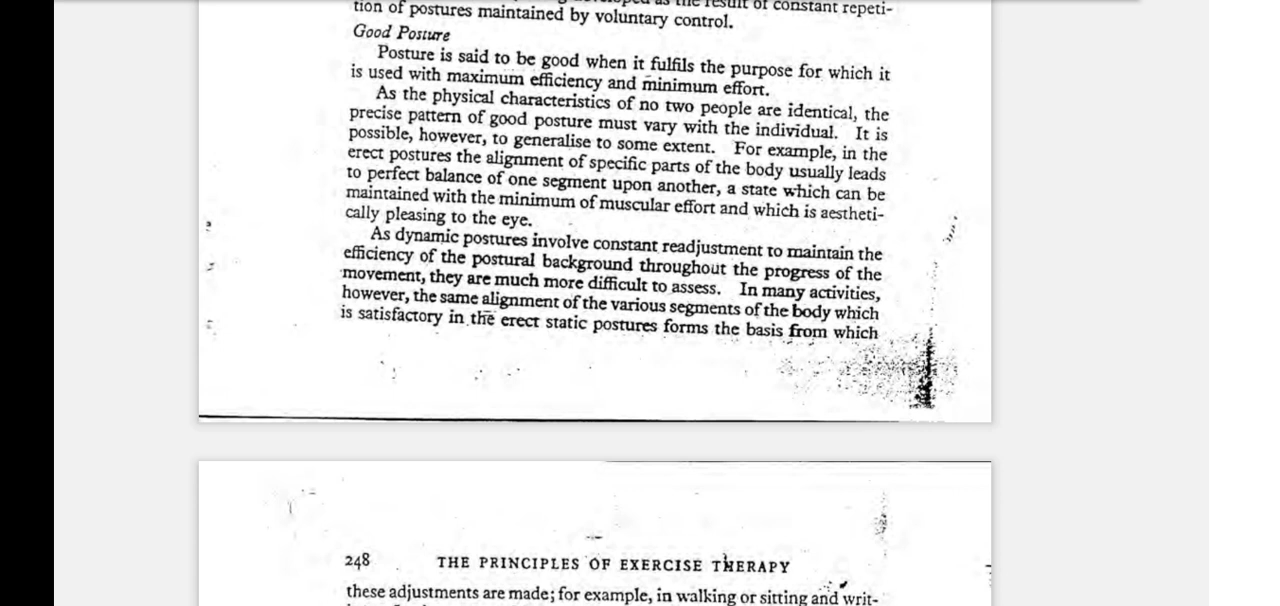 as the result of constant repeti-
tion of postures maintained by voluntary control.
Good Posture
Posture is said to be good when it fulfils the purpose for which it
is used with maximum efficiency and minimum effort.
As the physical characteristics of no two people are identical, the
precise pattern of good posture must vary with the individual. It is
possible, however, to generalise to some extent. For example, in the
erect postures the alignment of specific parts of the body usually leads
to perfect balance of one segment upon another, a state which can be
maintained with the minimum of muscular effort and which is aestheti-
cally pleasing to the eye.
As dynamic postures involve constant readjustment to maintain the
efficiency of the postural background throughout the progress of the
movement, they are much more difficult to assess. In many activities,
however, the same alignment of the various segments of the body which
is satisfactory in the erect static postures forms the basis from which
248 THE PRINCIPLES OF EXERCISE THERAPY
these adjustments are made; for example, in walking or sitting and writ-